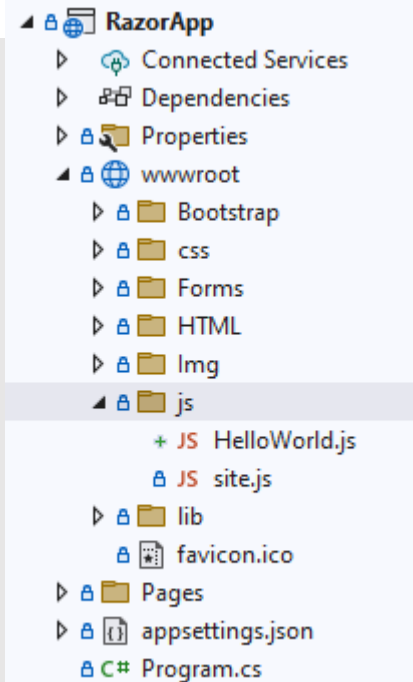 RazorApp
Connected Services
Dependencies
Properties
wwwroot
Bootstrap
css
Forms
HTML
Img
js
+ JS HelloWorld.js
JS site.js
lib
favicon.ico
Pages
appsettings.json
C# Program.cs